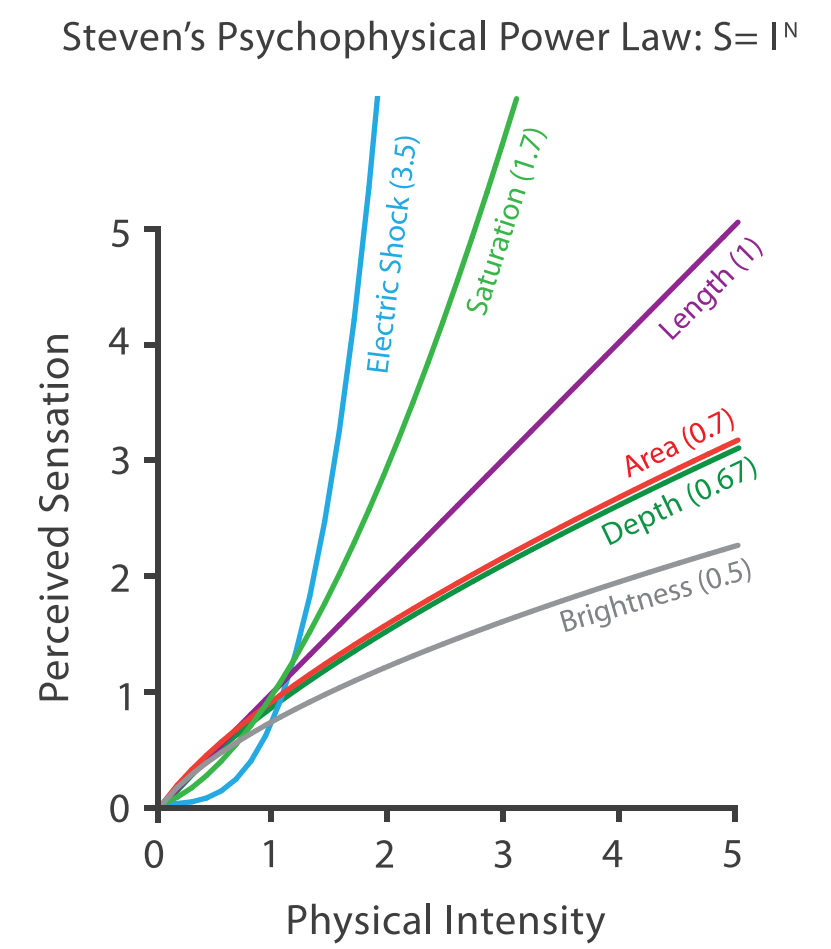 Steven's Psychophysical Power Law: S= I^N
Electric Shock (3.5)
Saturation (1.7)
Length (1)
Area (0.7)
Depth (0.67)
Brightness (0.5)
Perceived Sensation
5
4
3
2
1
0
0 1 2 3 4 5
Physical Intensity